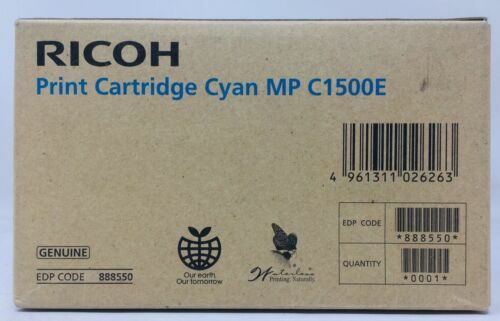 RICOH
Print Cartridge Cyan MP C1500E
4 961311 026263
EDP CODE
*888550*
QUANTITY
*0001*
GENUINE
EDP CODE 888550
Our earth,
Our tomorrow
Waterless
Printing. Naturally.